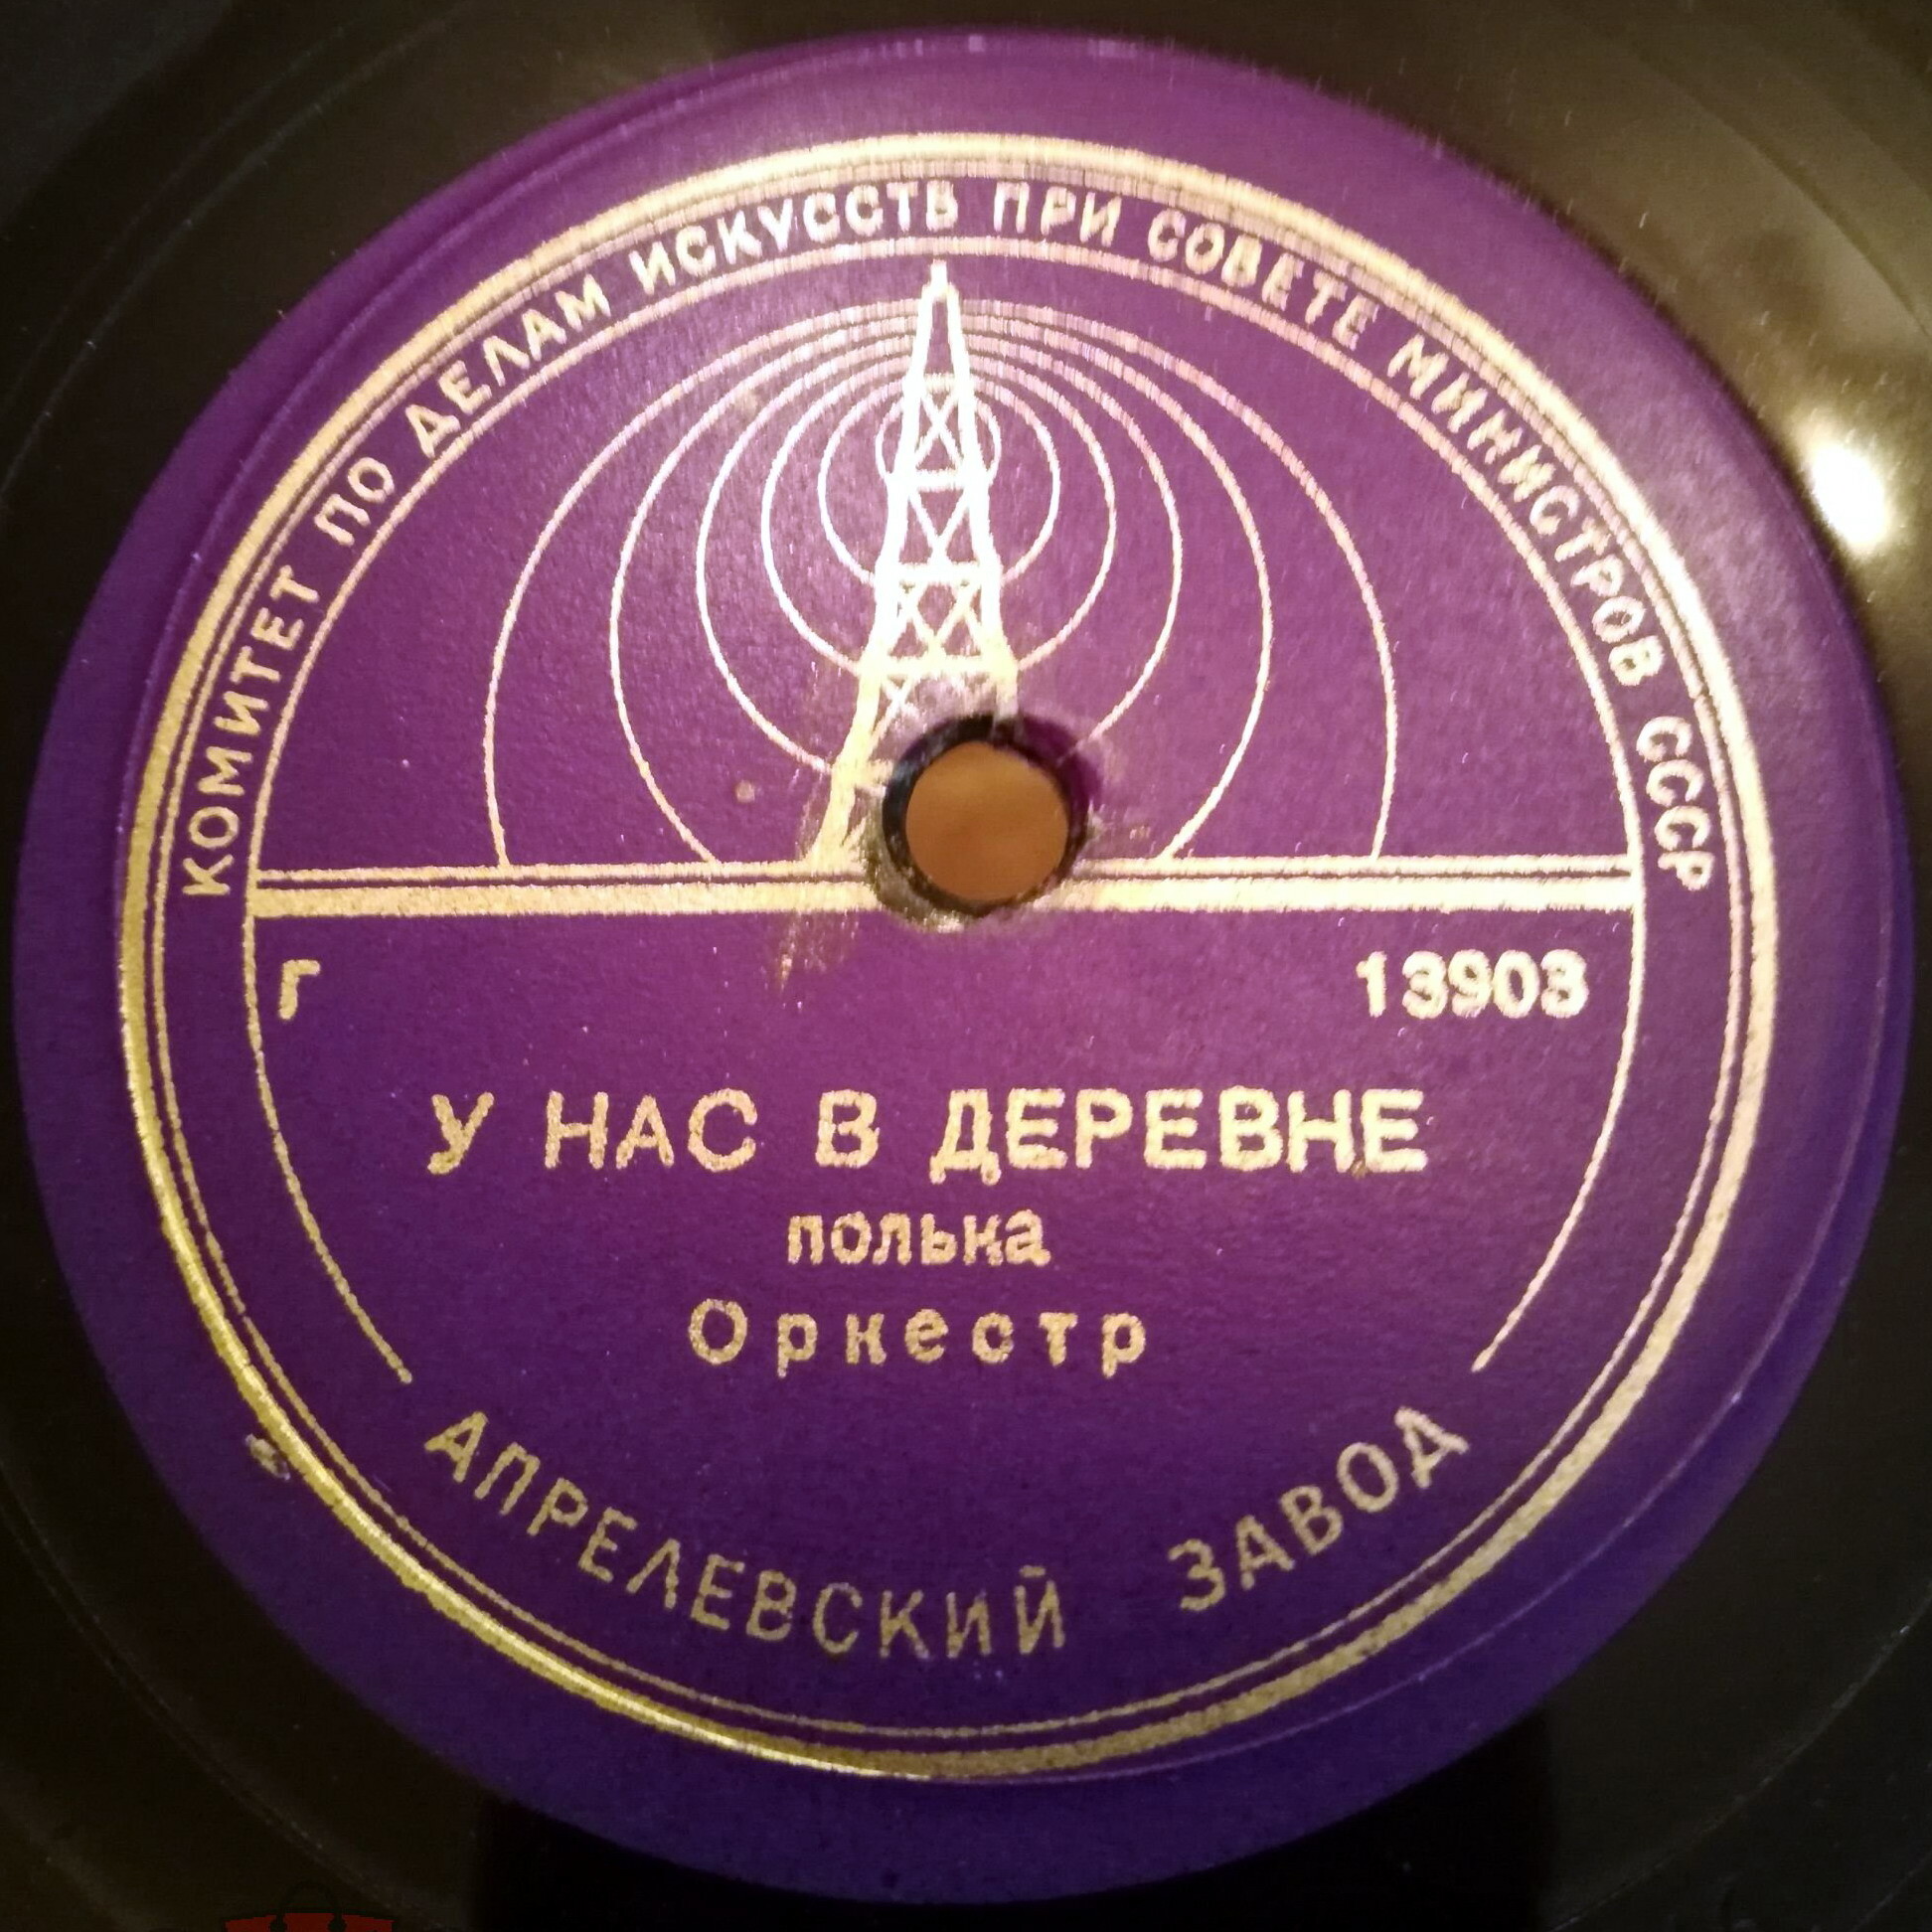 КОМИТЕТ ПО ДЕЛАМ ИСКУССТВ ПРИ СОВЕТЕ МИНИСТРОВ СССР
Г 13903
У НАС В ДЕРЕВНЕ
полька
Оркестр
АПРЕЛЕВСКИЙ ЗАВОД